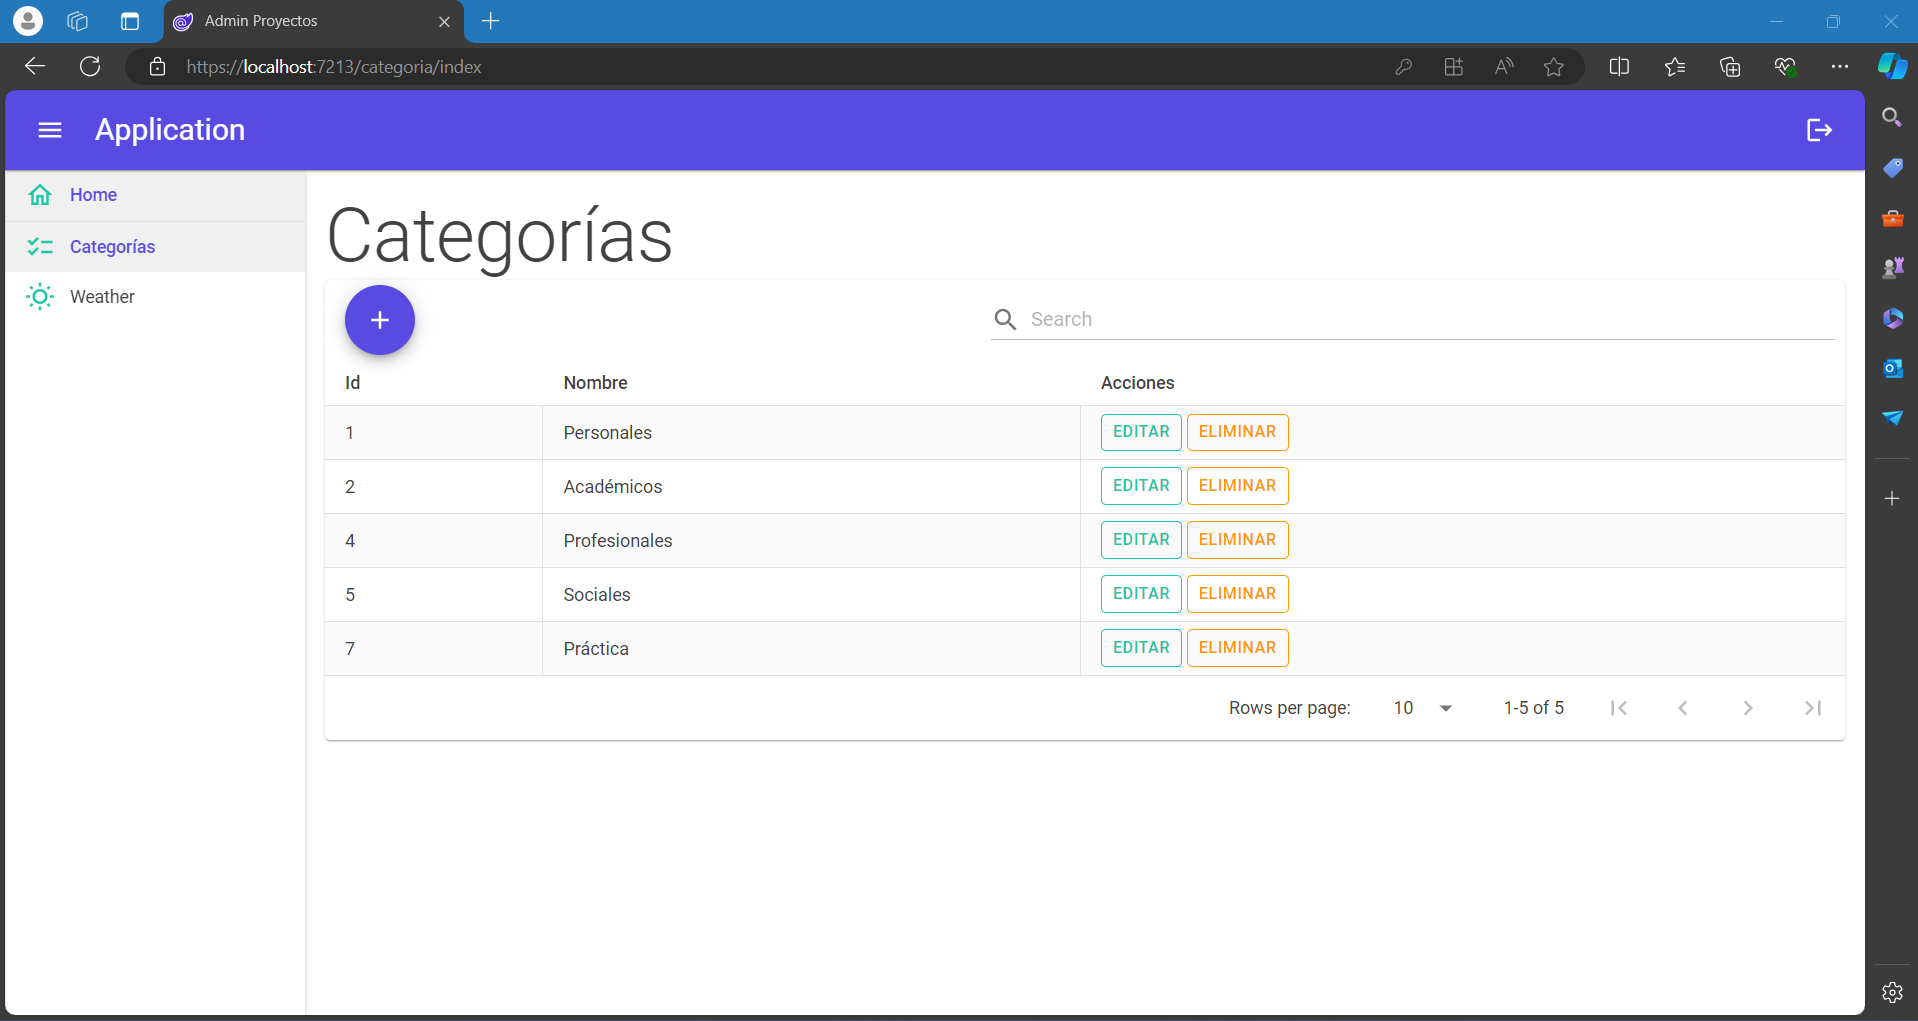 Admin Proyectos
https://localhost:7213/categoria/index
Application
Home
Categorías
Weather
Categorías
Search
Id Nombre Acciones
1 Personales EDITAR ELIMINAR
2 Académicos EDITAR ELIMINAR
4 Profesionales EDITAR ELIMINAR
5 Sociales EDITAR ELIMINAR
7 Práctica EDITAR ELIMINAR
Rows per page: 10 1-5 of 5